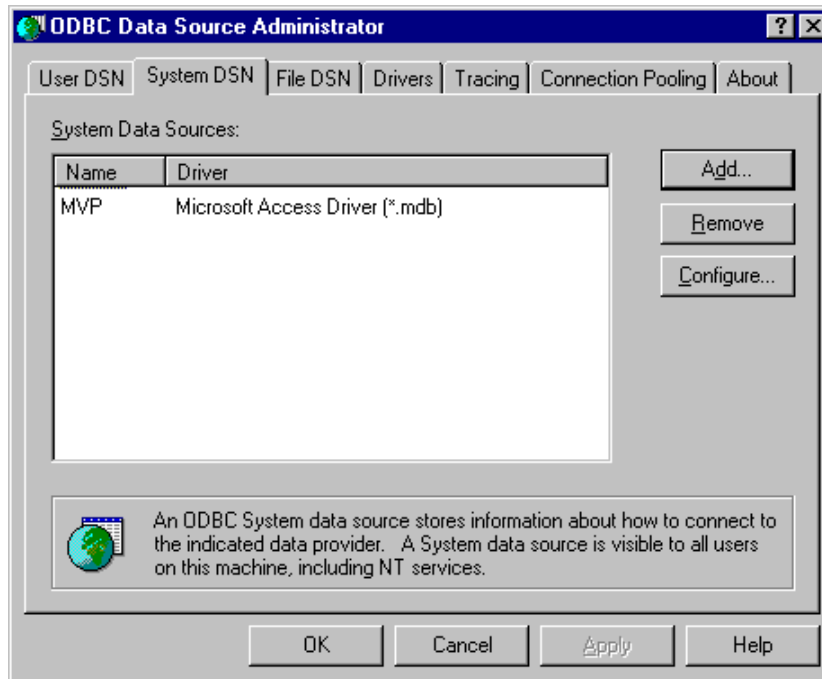 ODBC Data Source Administrator
User DSN System DSN File DSN Drivers Tracing Connection Pooling About
System Data Sources:
Name Driver
MVP Microsoft Access Driver (*.mdb)
Add...
Remove
Configure...
An ODBC System data source stores information about how to connect to
the indicated data provider. A System data source is visible to all users
on this machine, including NT services.
OK Cancel Apply Help